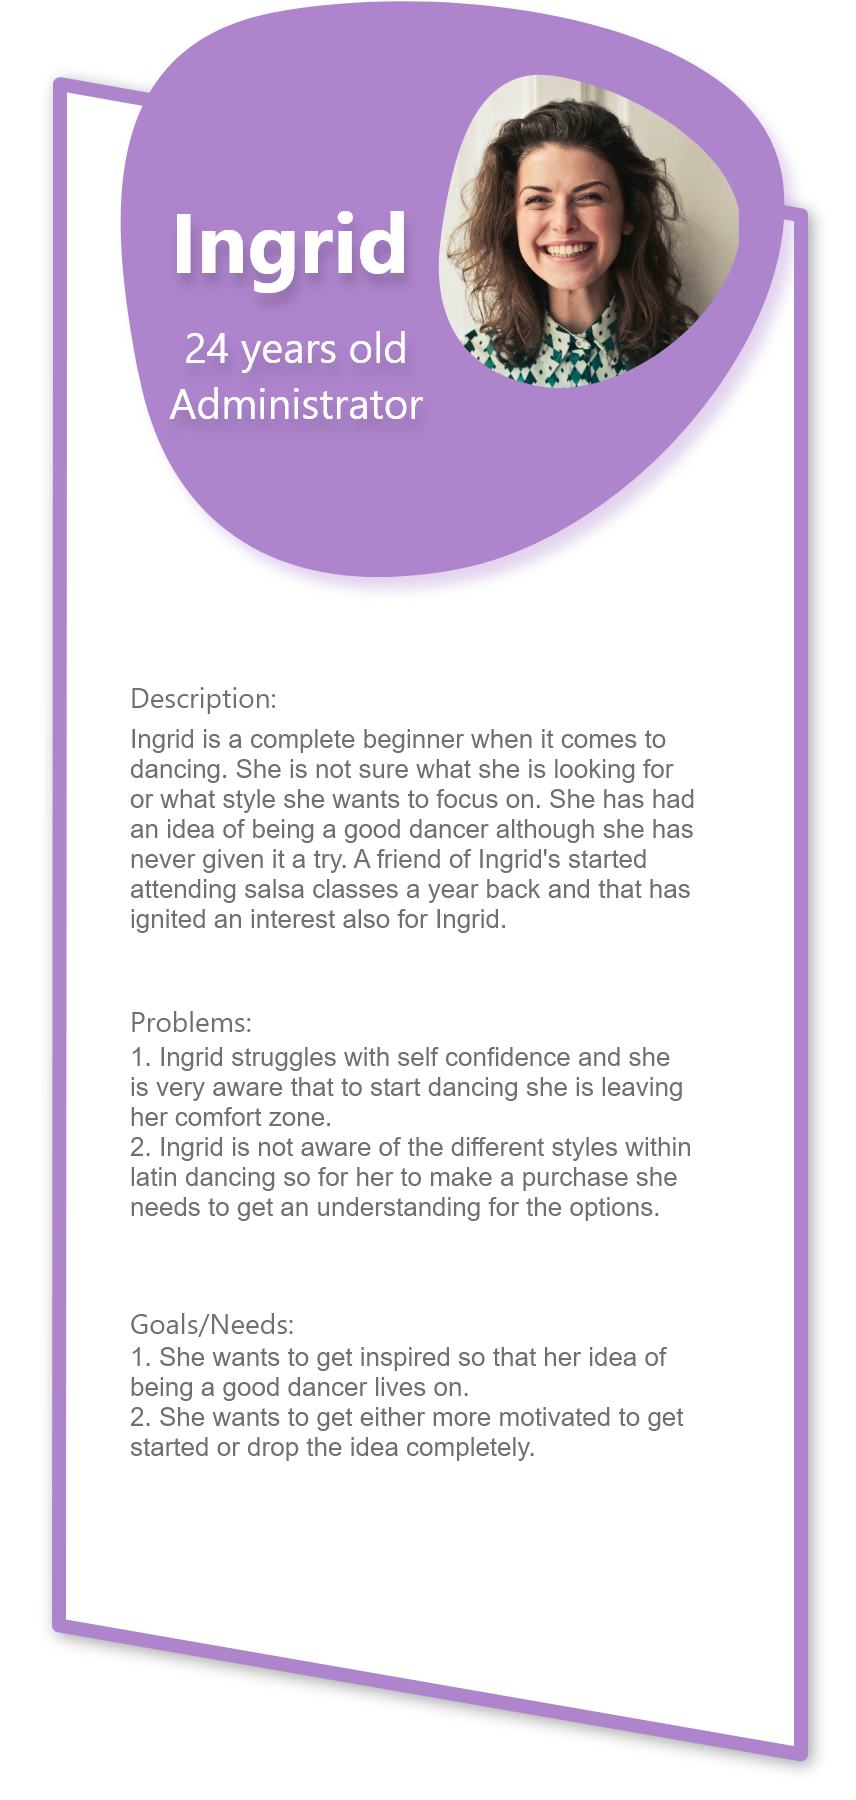 Ingrid
24 years old
Administrator
Description:
Ingrid is a complete beginner when it comes to
dancing. She is not sure what she is looking for
or what style she wants to focus on. She has had
an idea of being a good dancer although she has
never given it a try. A friend of Ingrid's started
attending salsa classes a year back and that has
ignited an interest also for Ingrid.
Problems:
1. Ingrid struggles with self confidence and she
is very aware that to start dancing she is leaving
her comfort zone.
2. Ingrid is not aware of the different styles within
latin dancing so for her to make a purchase she
needs to get an understanding for the options.
Goals/Needs:
1. She wants to get inspired so that her idea of
being a good dancer lives on.
2. She wants to get either more motivated to get
started or drop the idea completely.